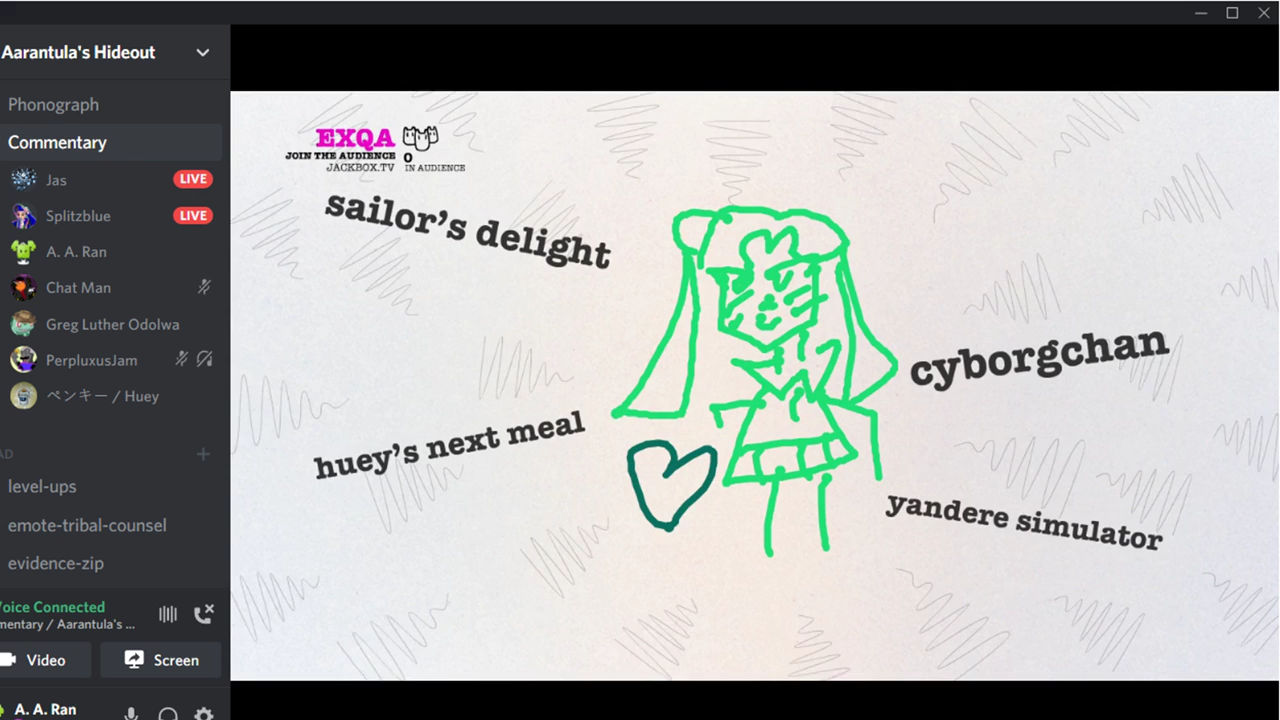 Aarantula's Hideout
Phonograph
Commentary
Jas LIVE
Splitzblue LIVE
A. A. Ran
Chat Man
Greg Luther Odolwa
PerpluxusJam
ペンキー / Huey
AD
level-ups
emote-tribal-counsel
evidence-zip
Voice Connected
mentary / Aarantula's ...
Video
Screen
A. A. Ran
EXQA
JOIN THE AUDIENCE
JACKBOX.TV
0
IN AUDIENCE
sailor's delight
cyborgchan
huey's next meal
yandere simulator